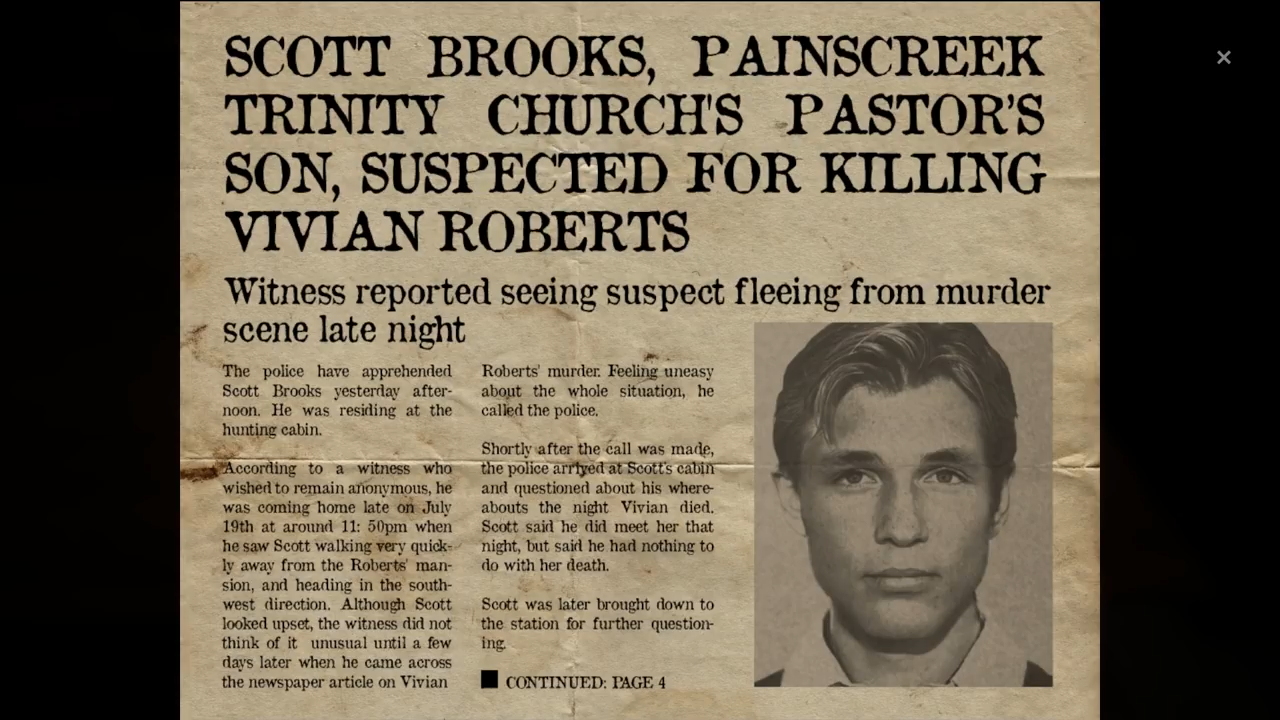 SCOTT BROOKS, PAINSCREEK
TRINITY CHURCH'S PASTOR'S
SON, SUSPECTED FOR KILLING
VIVIAN ROBERTS
Witness reported seeing suspect fleeing from murder
scene late night
The police have apprehended
Scott Brooks yesterday after-
noon. He was residing at the
hunting cabin.
According to a witness who
wished to remain anonymous, he
was coming home late on July
19th at around 11: 50pm when
he saw Scott walking very quick-
ly away from the Roberts' man-
sion, and heading in the south-
west direction. Although Scott
looked upset, the witness did not
think of it unusual until a few
days later when he came across
the newspaper article on Vivian
Roberts' murder. Feeling uneasy
about the whole situation, he
called the police.
Shortly after the call was made,
the police arrived at Scott's cabin
and questioned about his where-
abouts the night Vivian died.
Scott said he did meet her that
night, but said he had nothing to
do with her death.
Scott was later brought down to
the station for further question-
ing.
CONTINUED: PAGE 4